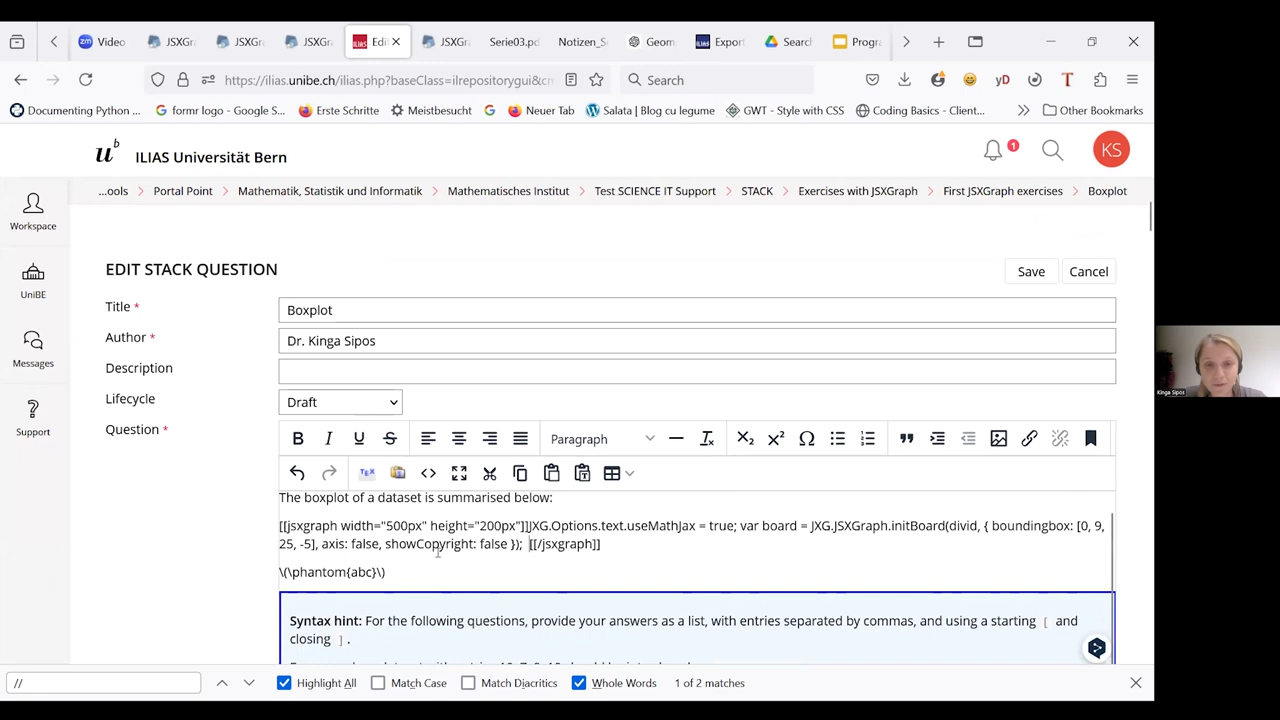 Video
JSXGr
JSXGr
JSXGr
Edi
JSXGr
Serie03.pd
Notizen_S
Geom
Export
Search
Progra
https://ilias.unibe.ch/ilias.php?baseClass=ilrepositorygui&cm
Search
yD
T
Documenting Python ...
formr logo - Google S...
Erste Schritte
Meistbesucht
Neuer Tab
Salata | Blog cu legume
GWT - Style with CSS
Coding Basics - Client...
Other Bookmarks
u b
ILIAS Universität Bern
1
KS
...ools
Portal Point
Mathematik, Statistik und Informatik
Mathematisches Institut
Test SCIENCE IT Support
STACK
Exercises with JSXGraph
First JSXGraph exercises
Boxplot
Workspace
UniBE
Messages
Support
EDIT STACK QUESTION
Save
Cancel
Title *
Boxplot
Author *
Dr. Kinga Sipos
Description
Lifecycle
Draft
Question *
Paragraph
The boxplot of a dataset is summarised below:
[[jsxgraph width="500px" height="200px"]]JXG.Options.text.useMathJax = true; var board = JXG.JSXGraph.initBoard(divid, { boundingbox: [0, 9,
25, -5], axis: false, showCopyright: false }); [[/jsxgraph]]
\(\phantom{abc}\)
Syntax hint: For the following questions, provide your answers as a list, with entries separated by commas, and using a starting [ and
closing ] .
//
Highlight All
Match Case
Match Diacritics
Whole Words
1 of 2 matches
Kinga Sipos